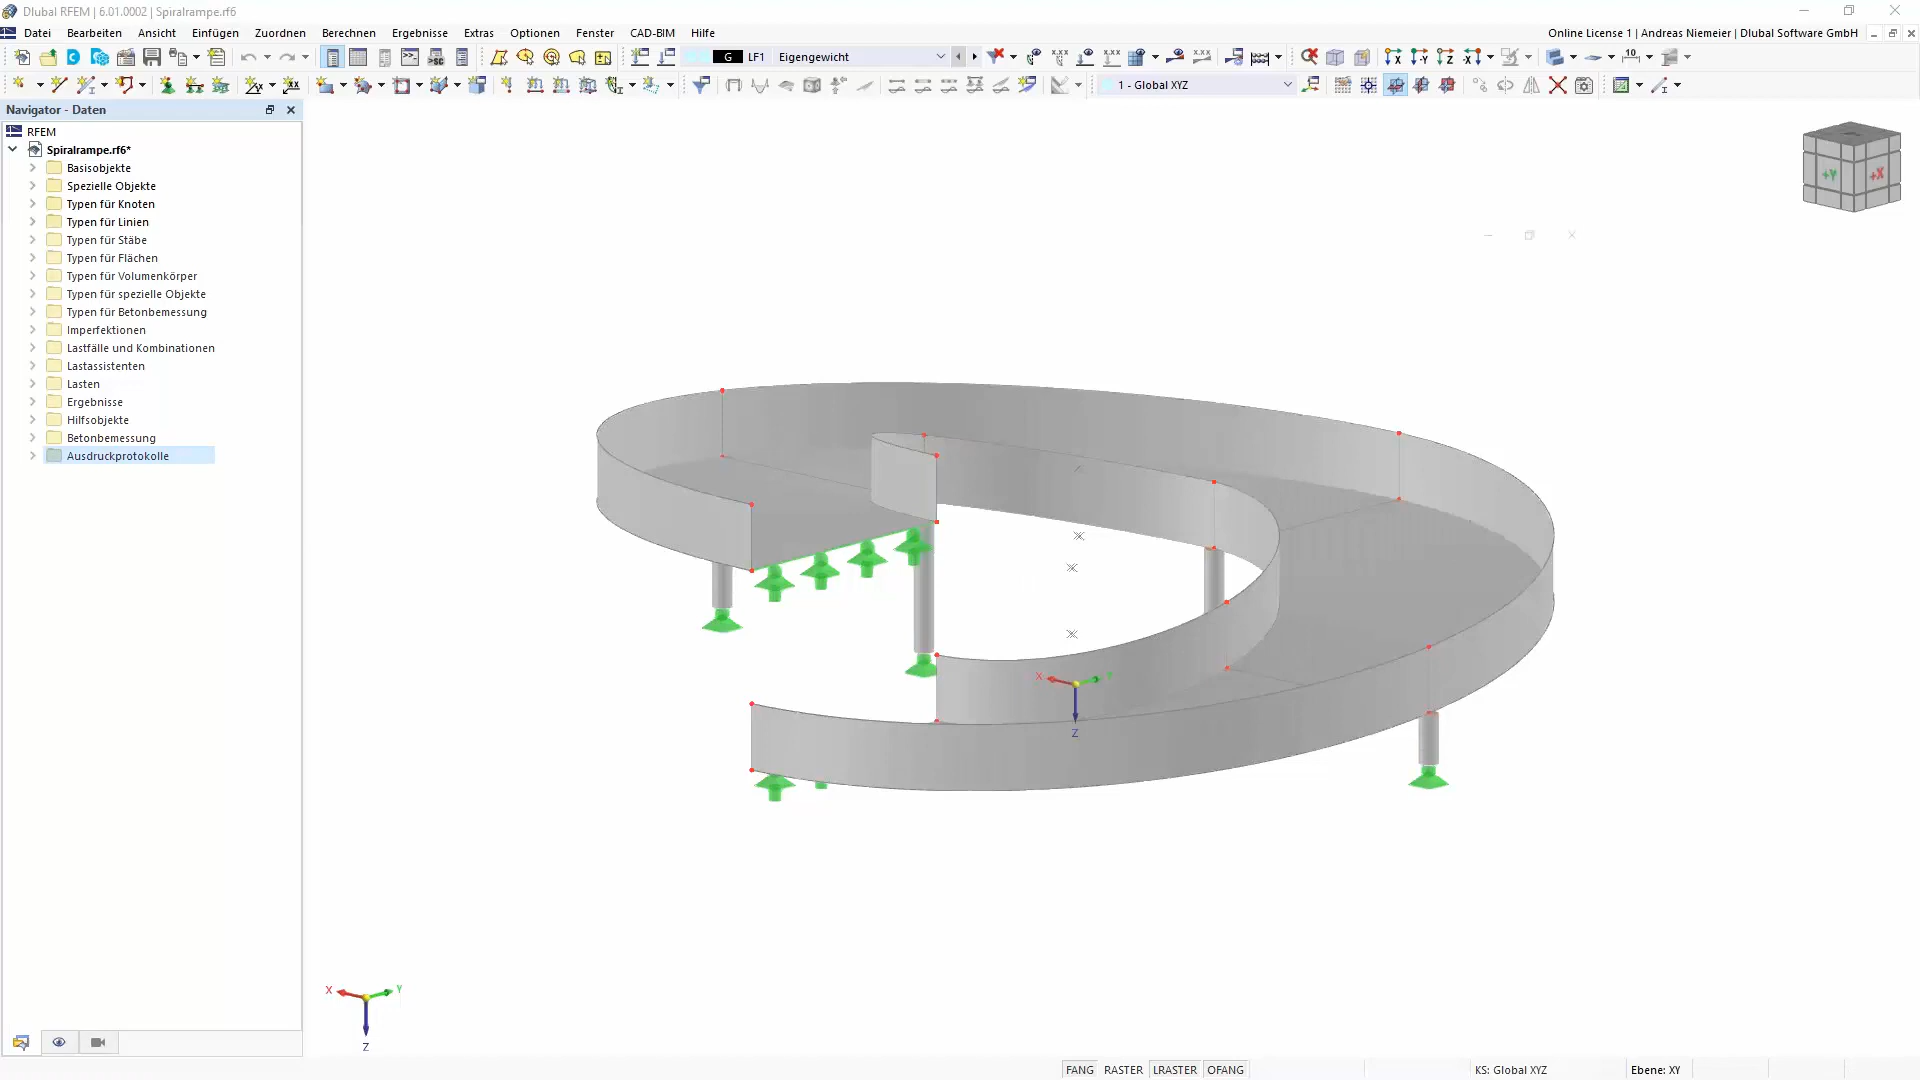 Dlubal RFEM | 6.01.0002 | Spiralrampe.rf6
Datei Bearbeiten Ansicht Einfügen Zuordnen Berechnen Ergebnisse Extras Optionen Fenster CAD-BIM Hilfe
Online License 1 | Andreas Niemeier | Dlubal Software GmbH
G LF1 Eigengewicht
1 - Global XYZ
Navigator - Daten
RFEM
Spiralrampe.rf6*
Basisobjekte
Spezielle Objekte
Typen für Knoten
Typen für Linien
Typen für Stäbe
Typen für Flächen
Typen für Volumenkörper
Typen für spezielle Objekte
Typen für Betonbemessung
Imperfektionen
Lastfälle und Kombinationen
Lastassistenten
Lasten
Ergebnisse
Hilfsobjekte
Betonbemessung
Ausdruckprotokolle
+Y +X
X Y
Z
X Y
Z
FANG RASTER LRASTER OFANG
KS: Global XYZ
Ebene: XY